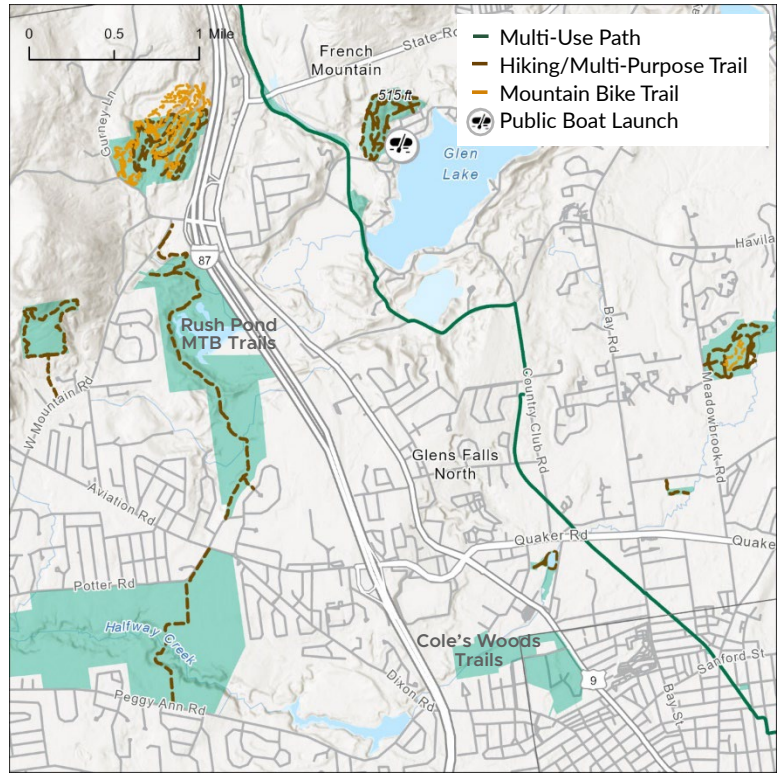 0 0.5 1 Mile
French
Mountain
State Rd
515 ft
Multi-Use Path
Hiking/Multi-Purpose Trail
Mountain Bike Trail
Public Boat Launch
Gurney Ln
Glen
Lake
87
Havila
Rush Pond
MTB Trails
Bay Rd
W-Mountain Rd
Country Club Rd
Meadowbrook Rd
Glens Falls
North
Aviation Rd
Quaker Rd
Quake
Potter Rd
Halfway Creek
Cole's Woods
Trails
Sanford St
Dixon Rd
9
Bay St
Peggy Ann Rd